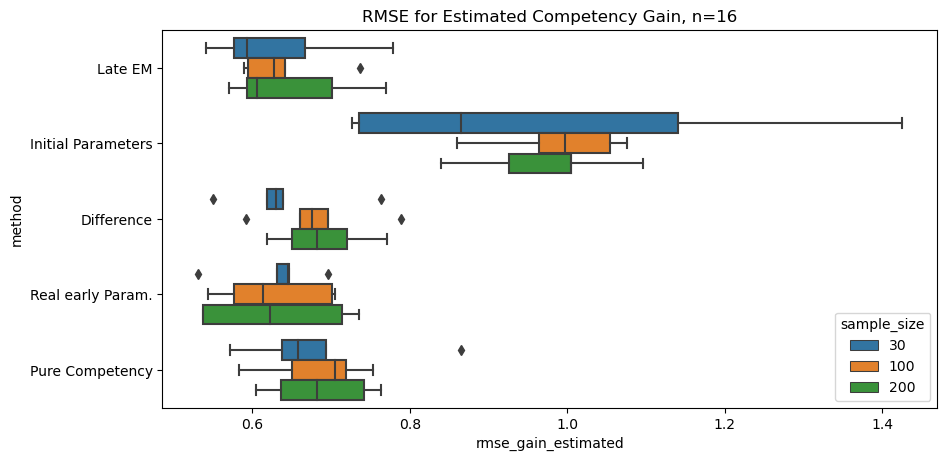 RMSE for Estimated Competency Gain, n=16
method
Late EM
Initial Parameters
Difference
Real early Param.
Pure Competency
sample_size
30
100
200
0.6 0.8 1.0 1.2 1.4
rmse_gain_estimated